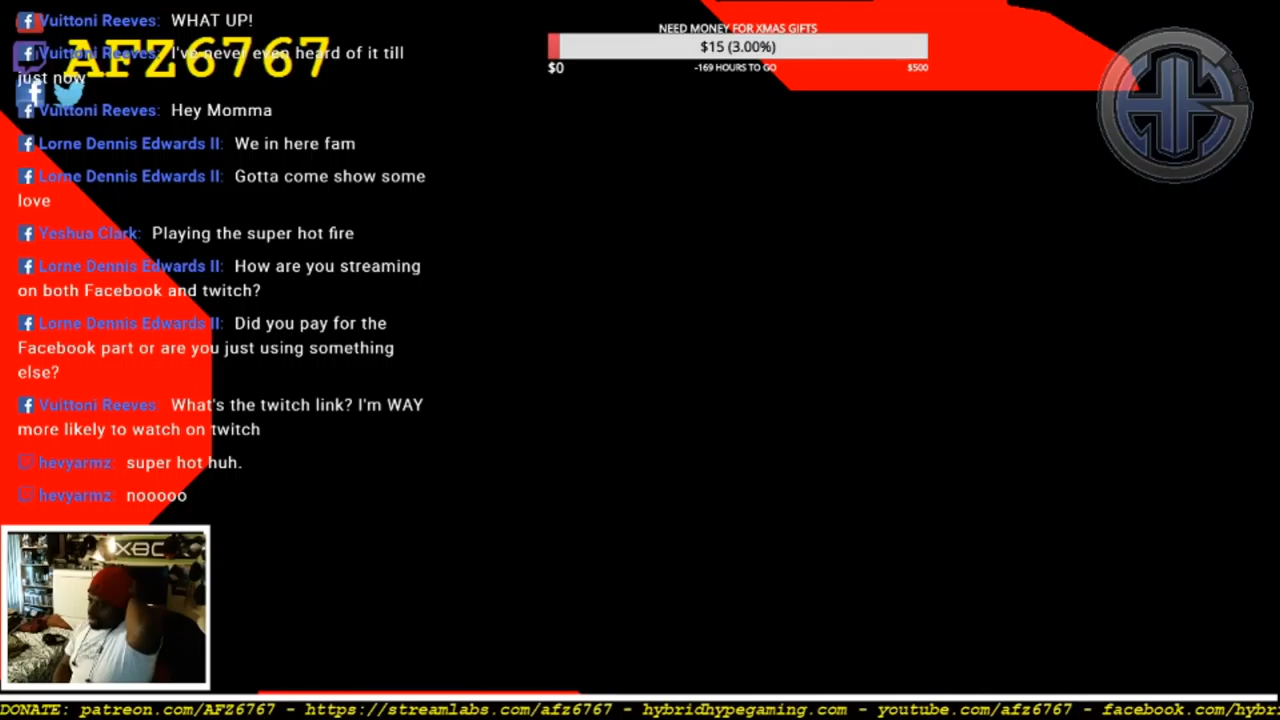 Vuittoni Reeves: WHAT UP!
AFZ6767
Vuittoni Reeves: I've never even heard of it till
just now
Vuittoni Reeves: Hey Momma
Lorne Dennis Edwards II: We in here fam
Lorne Dennis Edwards II: Gotta come show some
love
Yeshua Clark: Playing the super hot fire
Lorne Dennis Edwards II: How are you streaming
on both Facebook and twitch?
Lorne Dennis Edwards II: Did you pay for the
Facebook part or are you just using something
else?
Vuittoni Reeves: What's the twitch link? I'm WAY
more likely to watch on twitch
hevyarmz: super hot huh.
hevyarmz: nooooo
NEED MONEY FOR XMAS GIFTS
$15 (3.00%)
$0 -169 HOURS TO GO $500
XBO
DONATE: patreon.com/AFZ6767 - https://streamlabs.com/afz6767 - hybridhypegaming.com - youtube.com/afz6767 - facebook.com/hybri